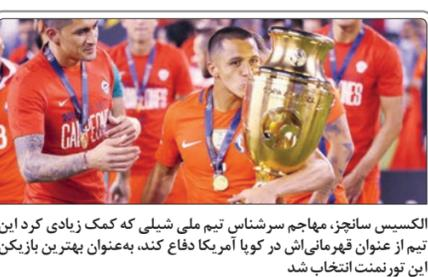 CAMPEONES
الکسیس سانچز، مهاجم سرشناس تیم ملی شیلی که کمک زیادی کرد این
تیم از عنوان قهرمانی‌اش در کوپا آمریکا دفاع کند، به‌عنوان بهترین بازیکن
این تورنمنت انتخاب شد